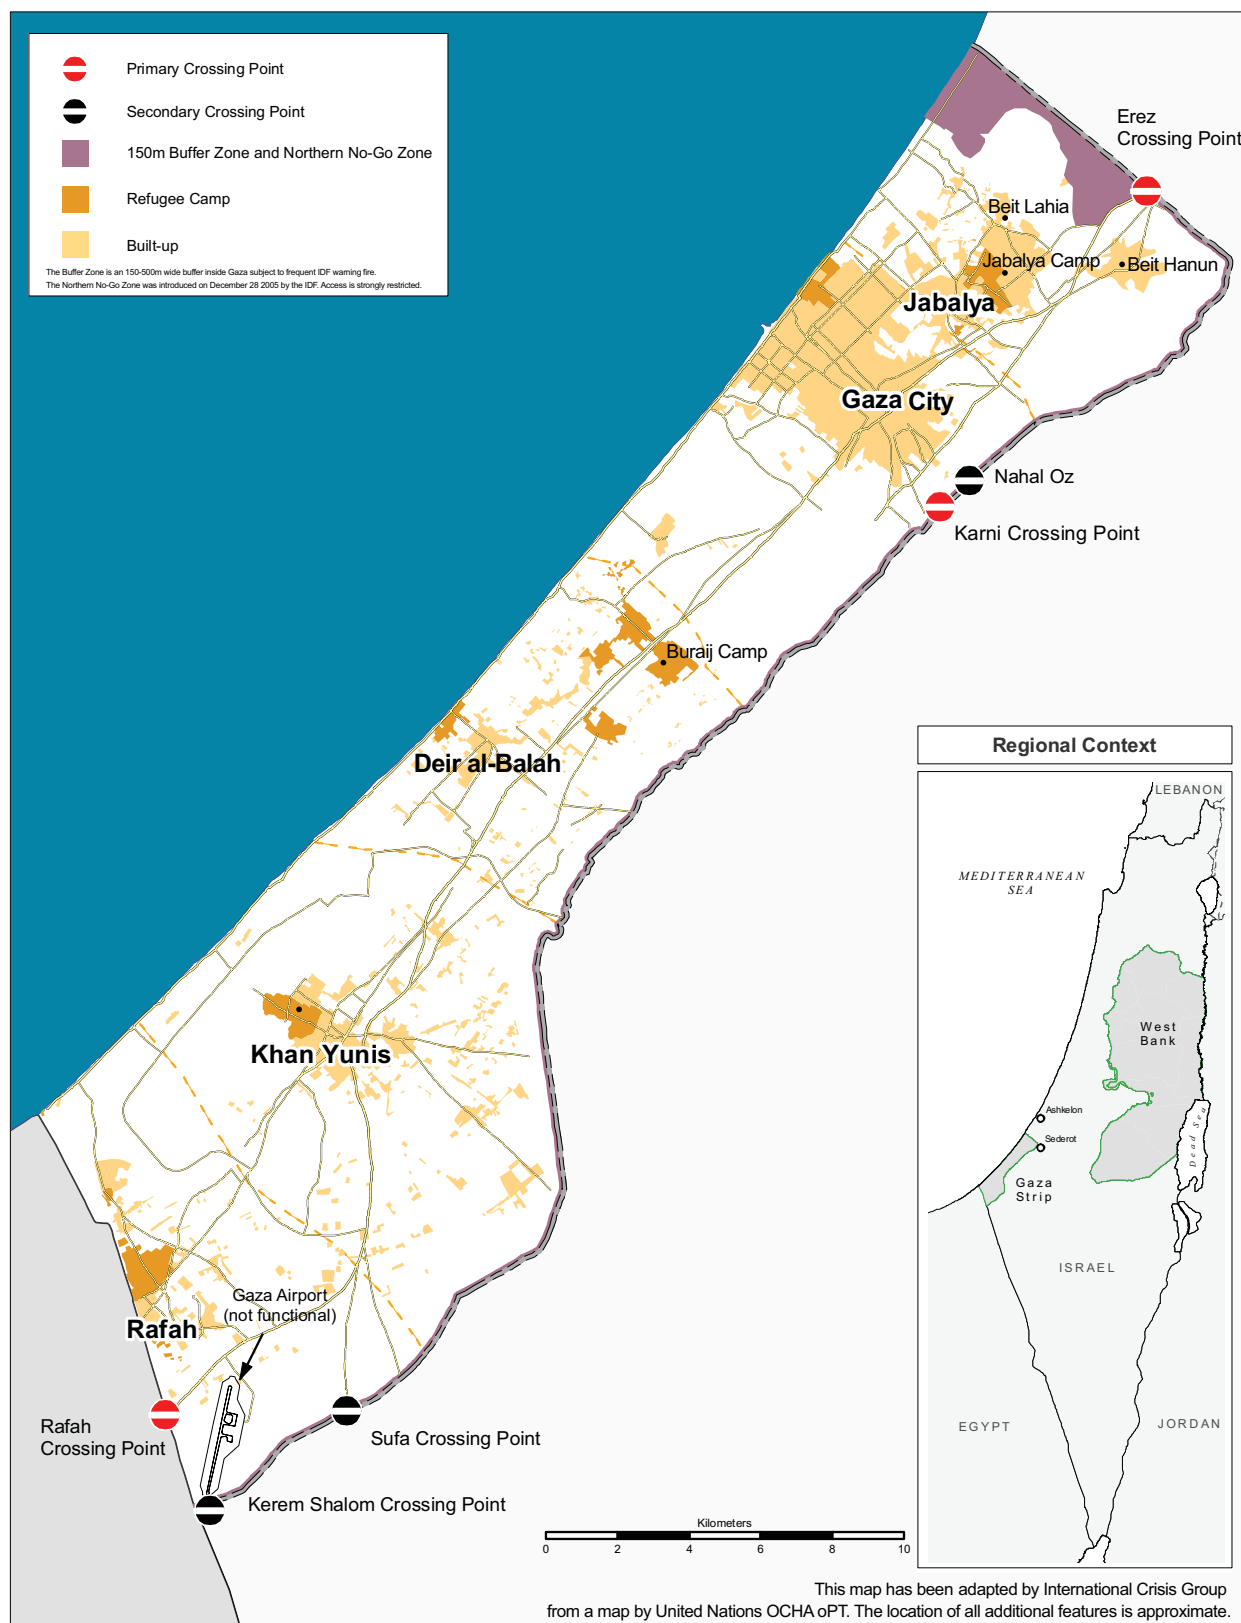 Primary Crossing Point
Secondary Crossing Point
150m Buffer Zone and Northern No-Go Zone
Refugee Camp
Built-up
The Buffer Zone is an 150-500m wide buffer inside Gaza subject to frequent IDF warning fire.
The Northern No-Go Zone was introduced on December 28 2005 by the IDF. Access is strongly restricted.
Erez
Crossing Point
Beit Lahia
Jabalya Camp
Beit Hanun
Jabalya
Gaza City
Nahal Oz
Karni Crossing Point
Buraij Camp
Deir al-Balah
Khan Yunis
Gaza Airport
(not functional)
Rafah
Rafah
Crossing Point
Sufa Crossing Point
Kerem Shalom Crossing Point
Regional Context
LEBANON
MEDITERRANEAN
SEA
West
Bank
Ashkelon
Sederot
Dead Sea
Gaza
Strip
ISRAEL
EGYPT
JORDAN
Kilometers
0 2 4 6 8 10
This map has been adapted by International Crisis Group
from a map by United Nations OCHA oPT. The location of all additional features is approximate.